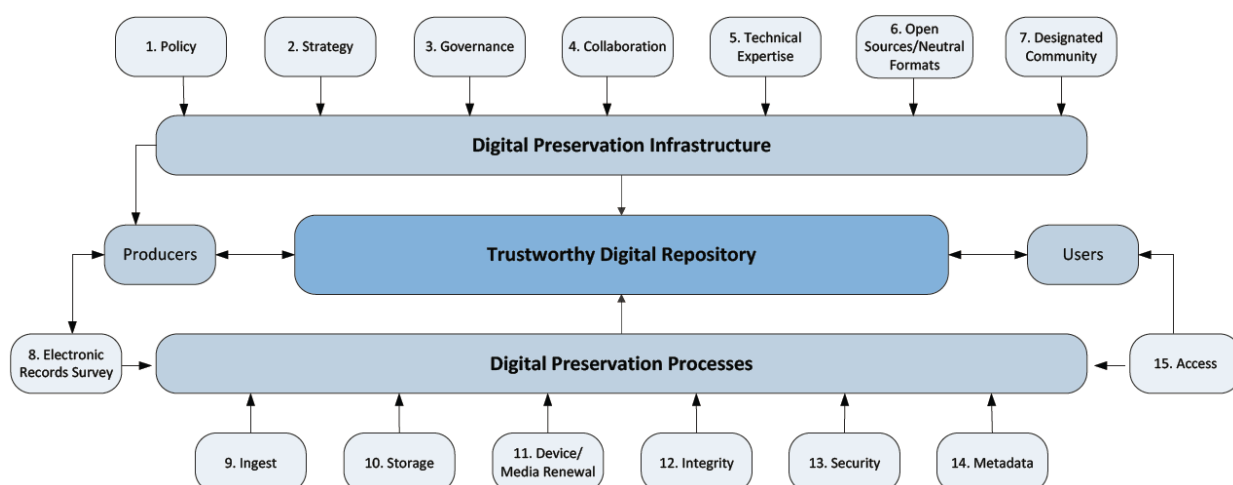 1. Policy
2. Strategy
3. Governance
4. Collaboration
5. Technical
Expertise
6. Open
Sources/Neutral
Formats
7. Designated
Community
Digital Preservation Infrastructure
Producers
Trustworthy Digital Repository
Users
8. Electronic
Records Survey
Digital Preservation Processes
15. Access
9. Ingest
10. Storage
11. Device/
Media Renewal
12. Integrity
13. Security
14. Metadata